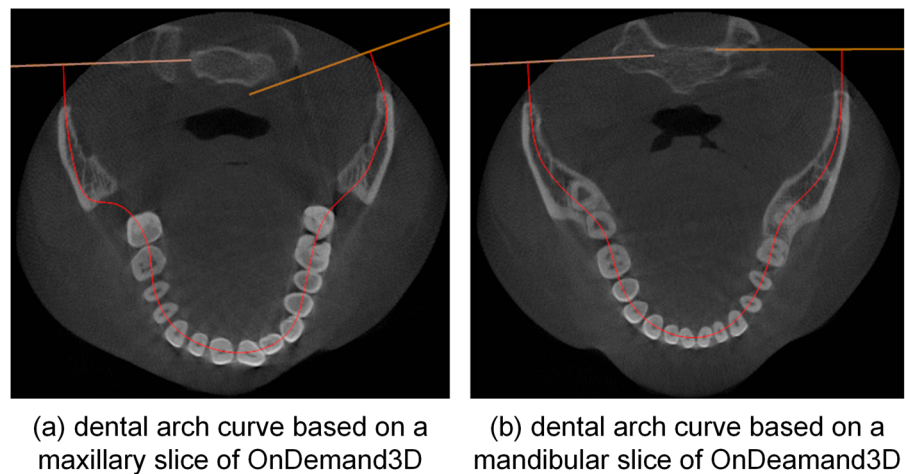 (a) dental arch curve based on a
maxillary slice of OnDemand3D
(b) dental arch curve based on a
mandibular slice of OnDeamand3D